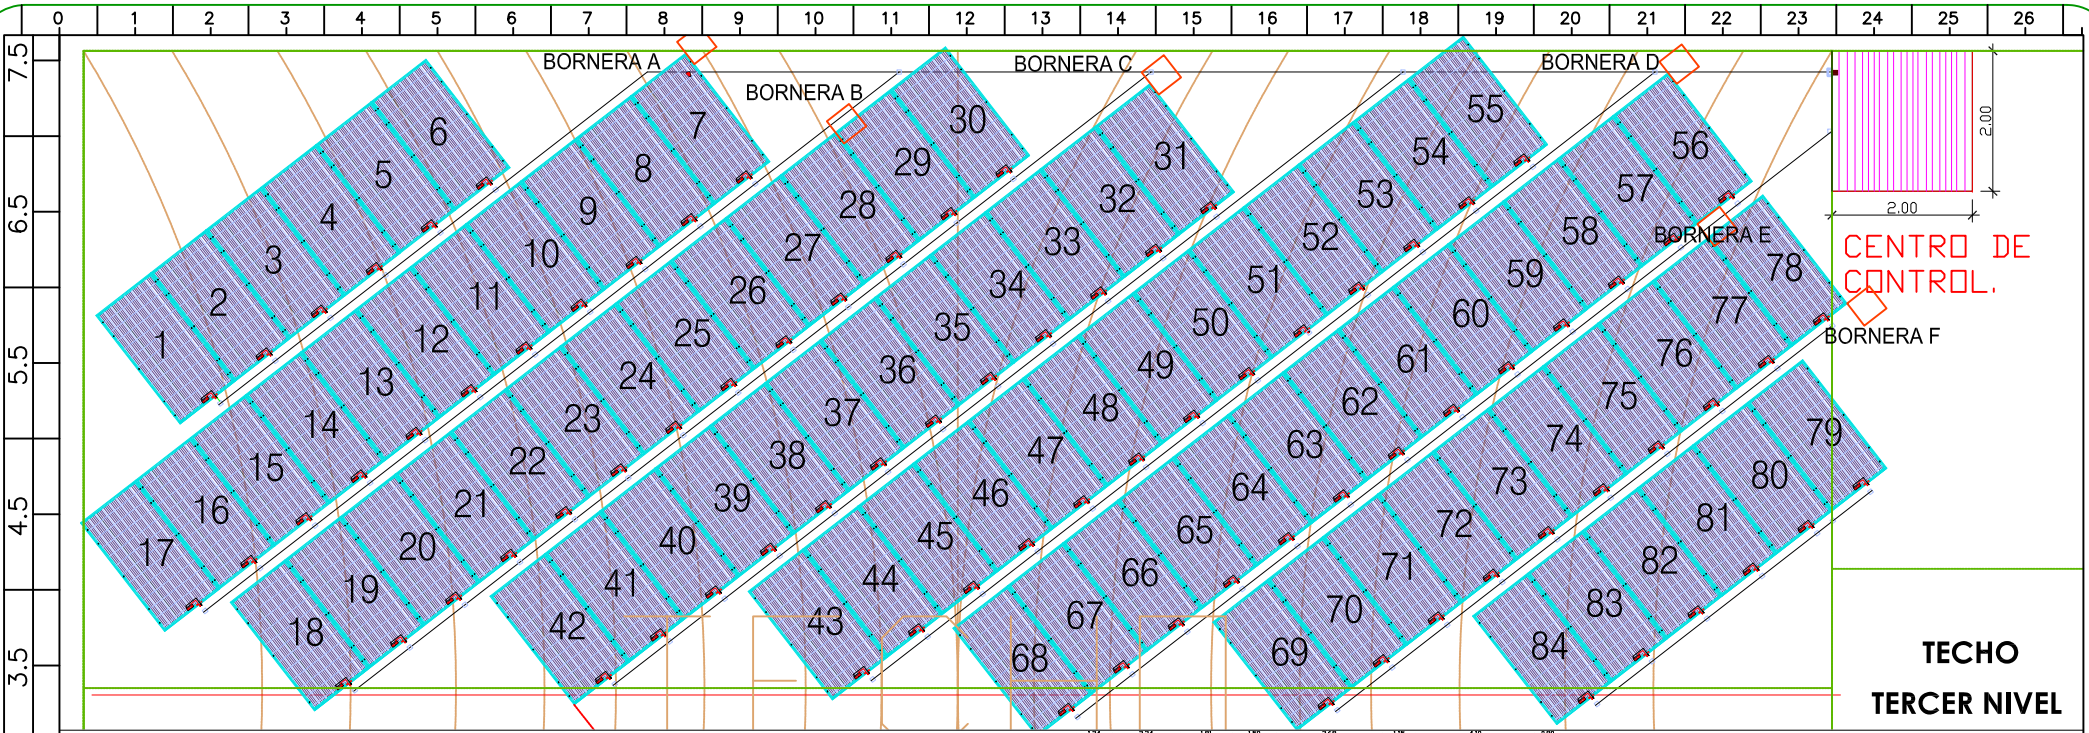 0 1 2 3 4 5 6 7 8 9 10 11 12 13 14 15 16 17 18 19 20 21 22 23 24 25 26
7.5
6.5
5.5
4.5
3.5
BORNERA A
BORNERA B
BORNERA C
BORNERA D
BORNERA E
BORNERA F
1 2 3 4 5 6
17 16 15 14 13 12 11 10 9 8 7
18 19 20 21 22 23 24 25 26 27 28 29 30
42 41 40 39 38 37 36 35 34 33 32 31
43 44 45 46 47 48 49 50 51 52 53 54 55
68 67 66 65 64 63 62 61 60 59 58 57 56
69 70 71 72 73 74 75 76 77 78
84 83 82 81 80 79
2.00
2.00
CENTRO DE
CONTROL.
TECHO
TERCER NIVEL